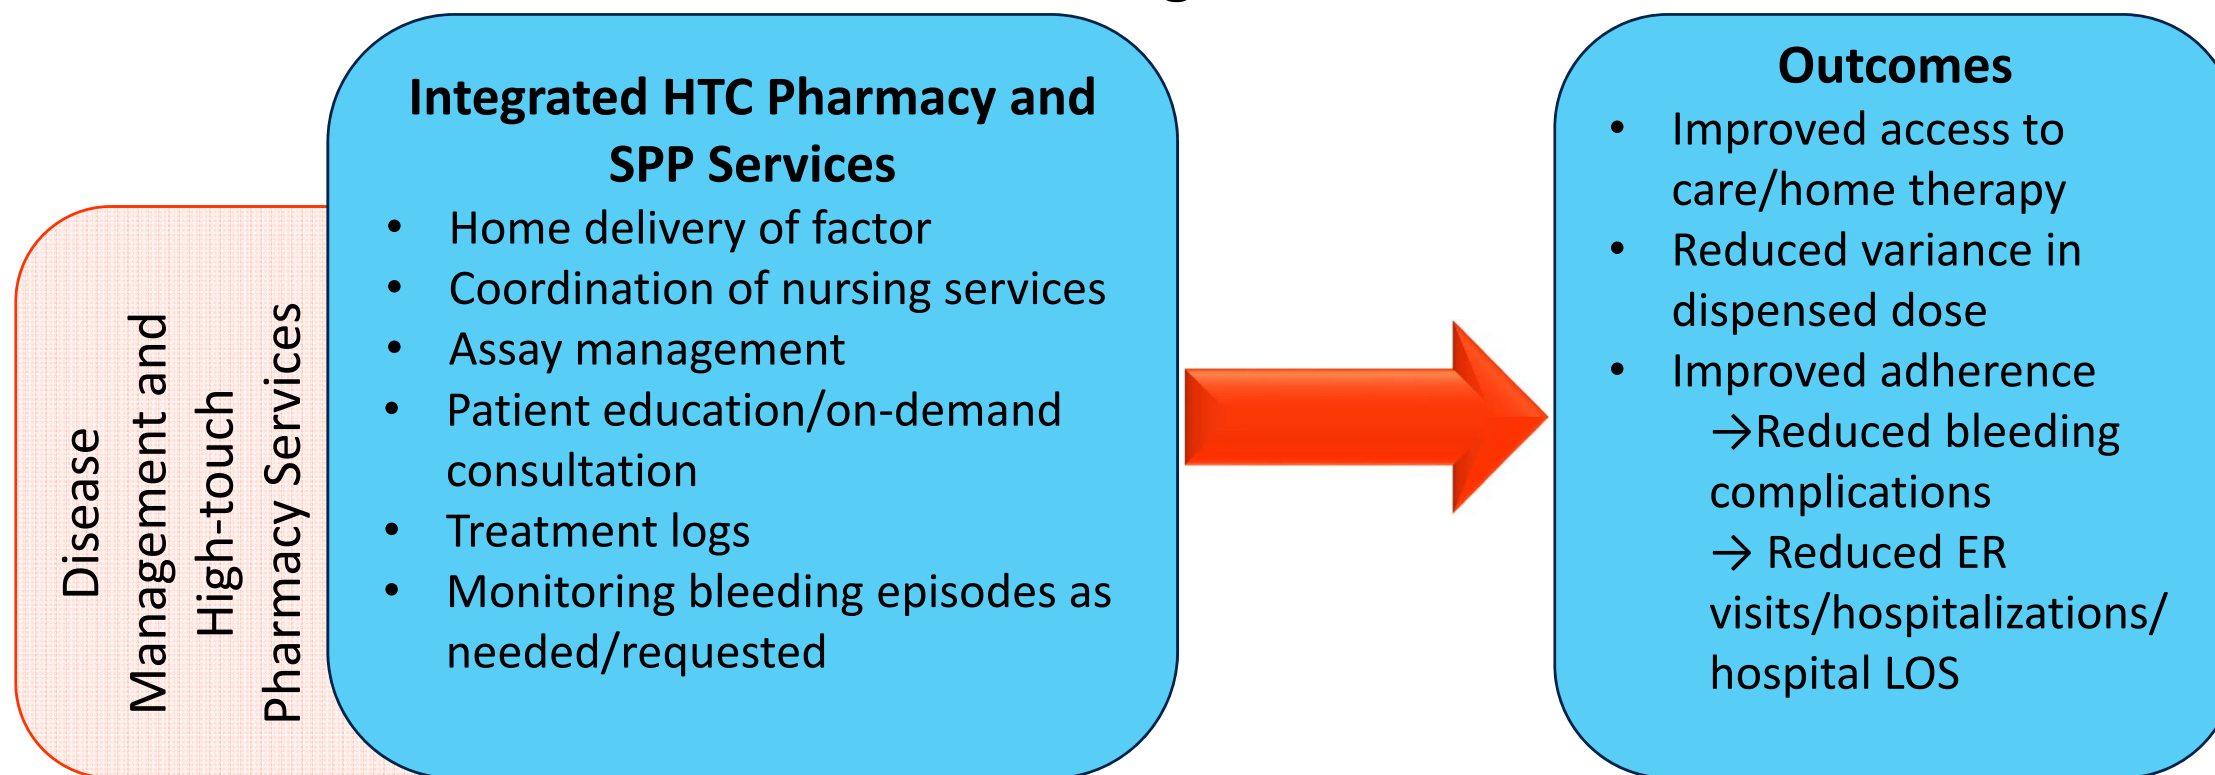 Disease
Management and
High-touch
Pharmacy Services
Integrated HTC Pharmacy and
SPP Services
• Home delivery of factor
• Coordination of nursing services
• Assay management
• Patient education/on-demand
consultation
• Treatment logs
• Monitoring bleeding episodes as
needed/requested
Outcomes
• Improved access to
care/home therapy
• Reduced variance in
dispensed dose
• Improved adherence
→Reduced bleeding
complications
→ Reduced ER
visits/hospitalizations/
hospital LOS